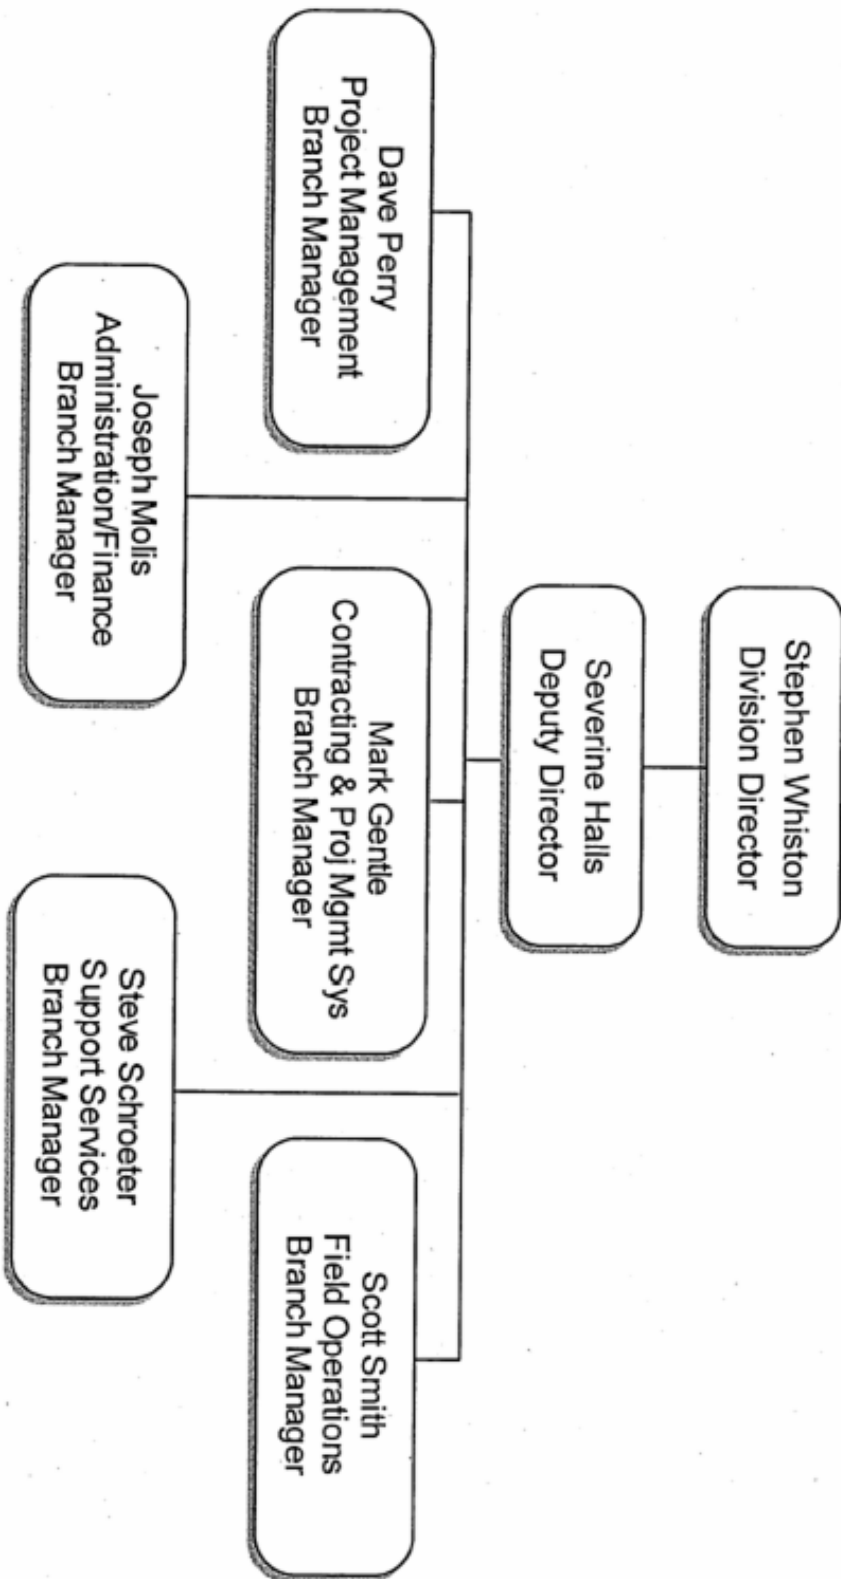 Stephen Whiston
Division Director
Severine Halls
Deputy Director
Dave Perry
Project Management
Branch Manager
Mark Gentle
Contracting & Proj Mgmt Sys
Branch Manager
Scott Smith
Field Operations
Branch Manager
Joseph Molis
Administration/Finance
Branch Manager
Steve Schroeter
Support Services
Branch Manager